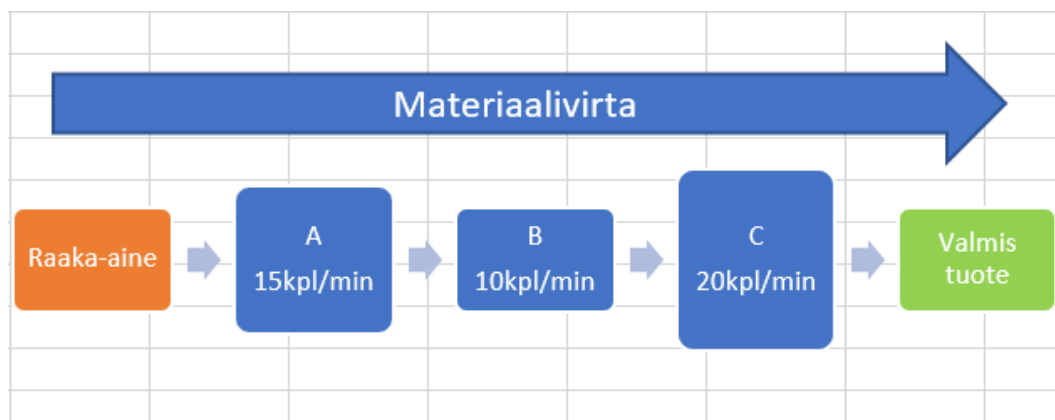 Materiaalivirta
Raaka-aine
A
15kpl/min
B
10kpl/min
C
20kpl/min
Valmis
tuote